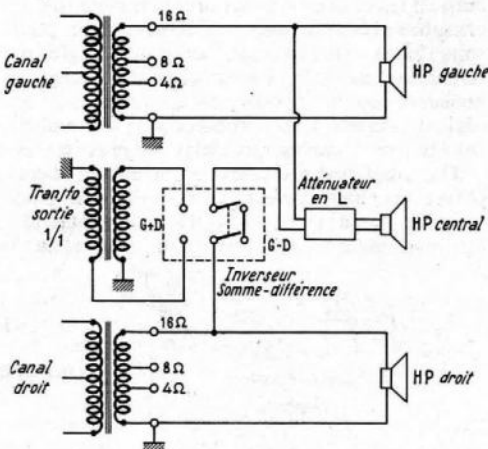 Canal
gauche
16Ω
8Ω
4Ω
HP gauche
Transfo
sortie
1/1
G+D
G-D
Attenuateur
en L
HP central
Inverseur
Somme-différence
Canal
droit
16Ω
8Ω
4Ω
HP droit